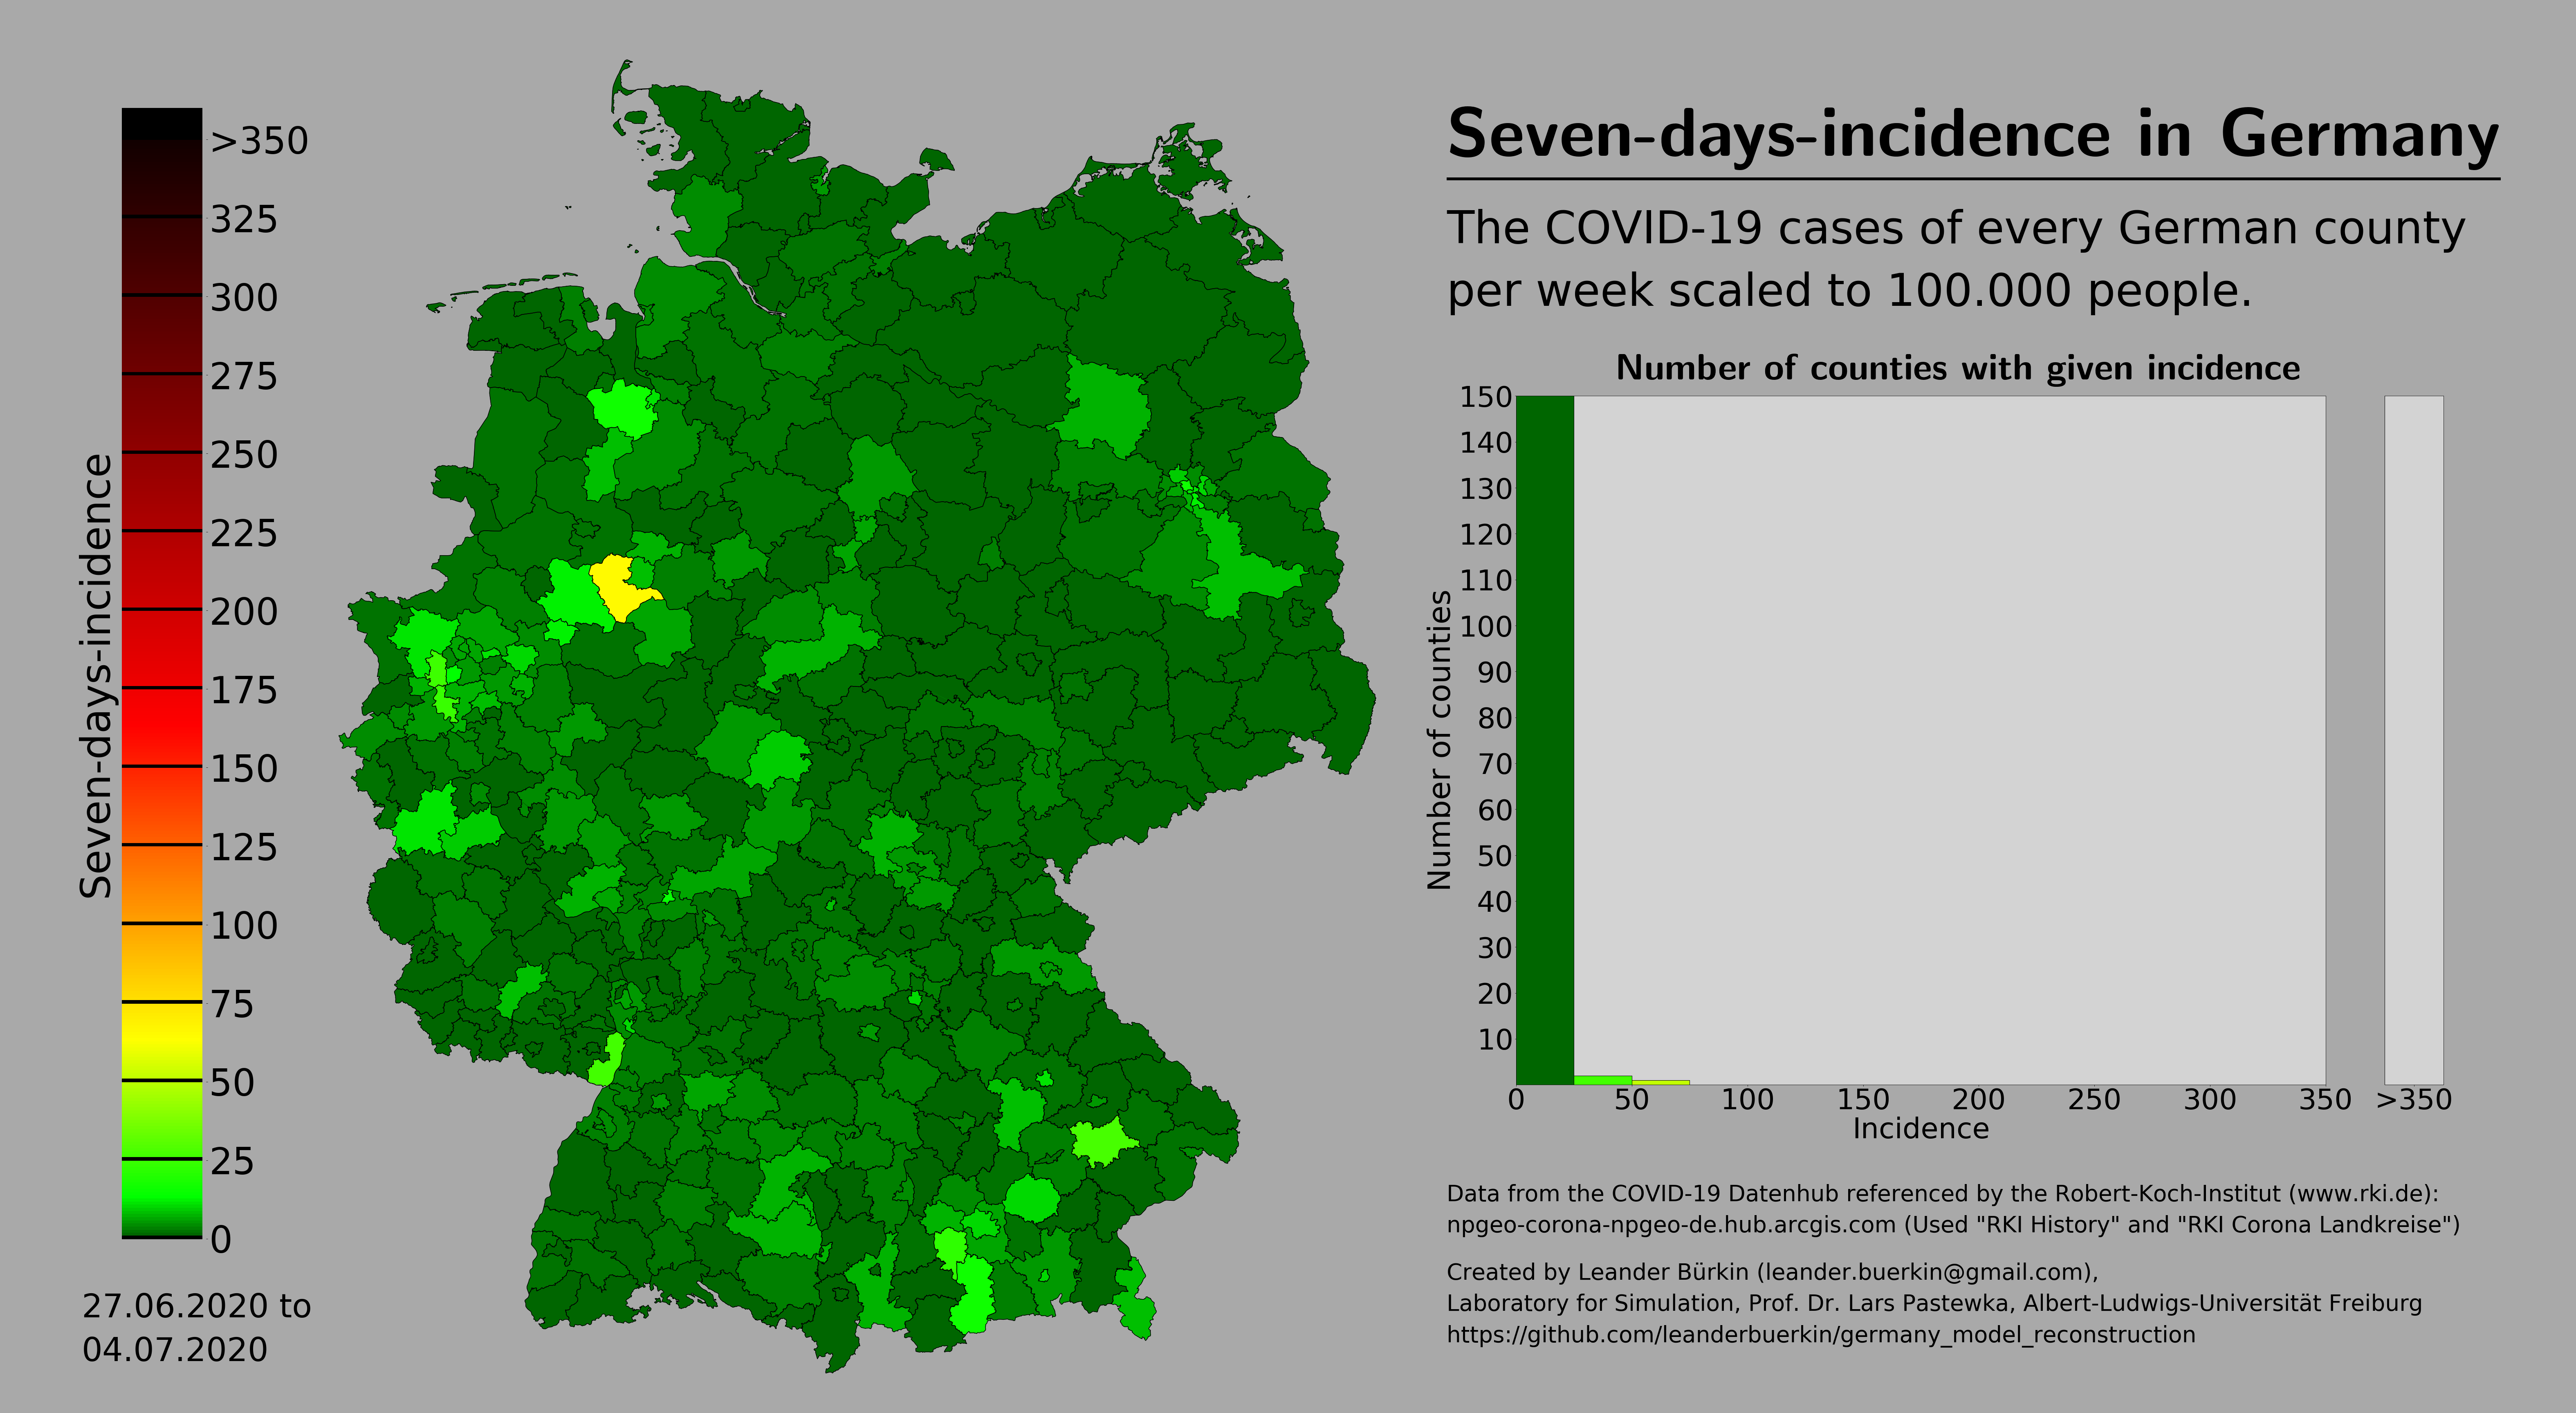 Seven-days-incidence in Germany
The COVID-19 cases of every German county
per week scaled to 100.000 people.
Seven-days-incidence
>350
325
300
275
250
225
200
175
150
125
100
75
50
25
0
27.06.2020 to
04.07.2020
Number of counties with given incidence
Number of counties
150
140
130
120
110
100
90
80
70
60
50
40
30
20
10
0 50 100 150 200 250 300 350 >350
Incidence
Data from the COVID-19 Datenhub referenced by the Robert-Koch-Institut (www.rki.de):
npgeo-corona-npgeo-de.hub.arcgis.com (Used "RKI History" and "RKI Corona Landkreise")
Created by Leander Bürkin (leander.buerkin@gmail.com),
Laboratory for Simulation, Prof. Dr. Lars Pastewka, Albert-Ludwigs-Universität Freiburg
https://github.com/leanderbuerkin/germany_model_reconstruction